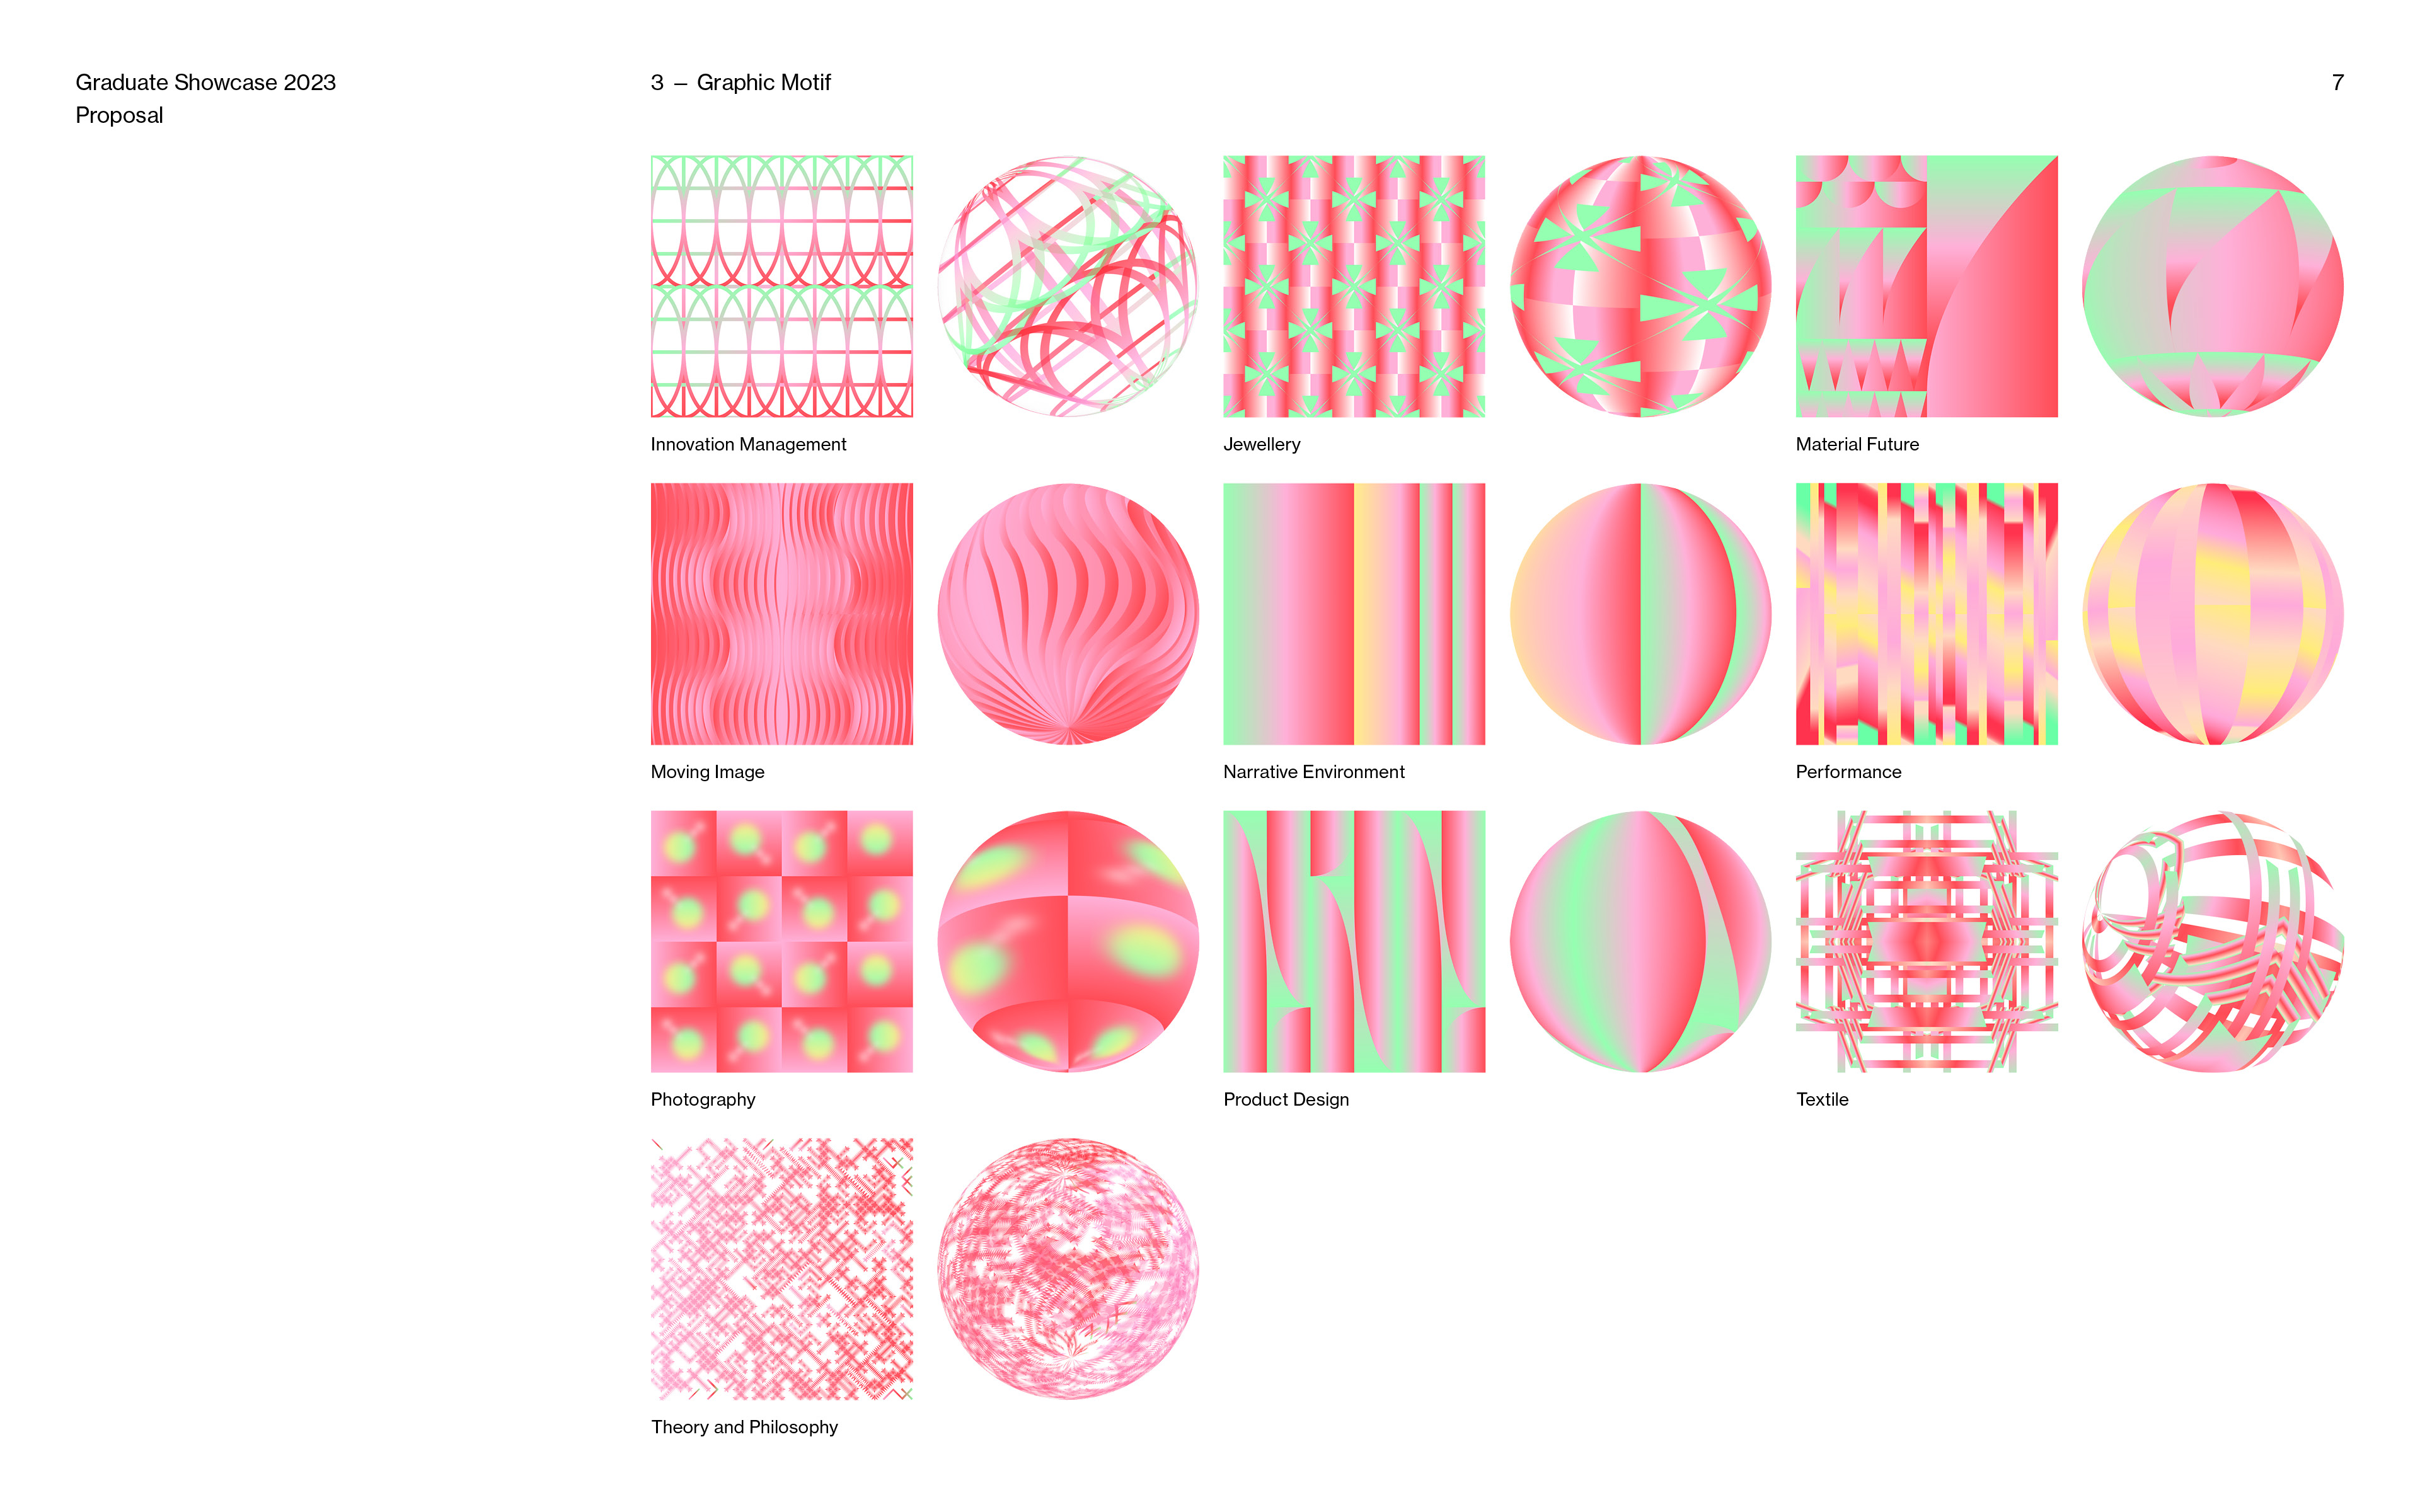 Graduate Showcase 2023
Proposal
3 — Graphic Motif
7
Innovation Management
Jewellery
Material Future
Moving Image
Narrative Environment
Performance
Photography
Product Design
Textile
Theory and Philosophy